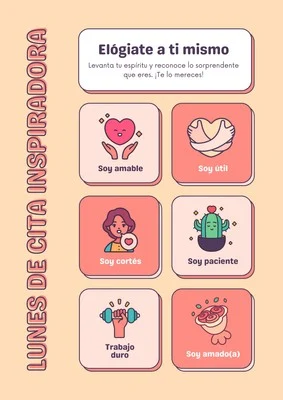 LUNES DE CITA INSPIRADORA
Elógiate a ti mismo
Levanta tu espíritu y reconoce lo sorprendente
que eres. ¡Te lo mereces!
Soy amable
Soy útil
Soy cortés
Soy paciente
Trabajo
duro
Soy amado(a)